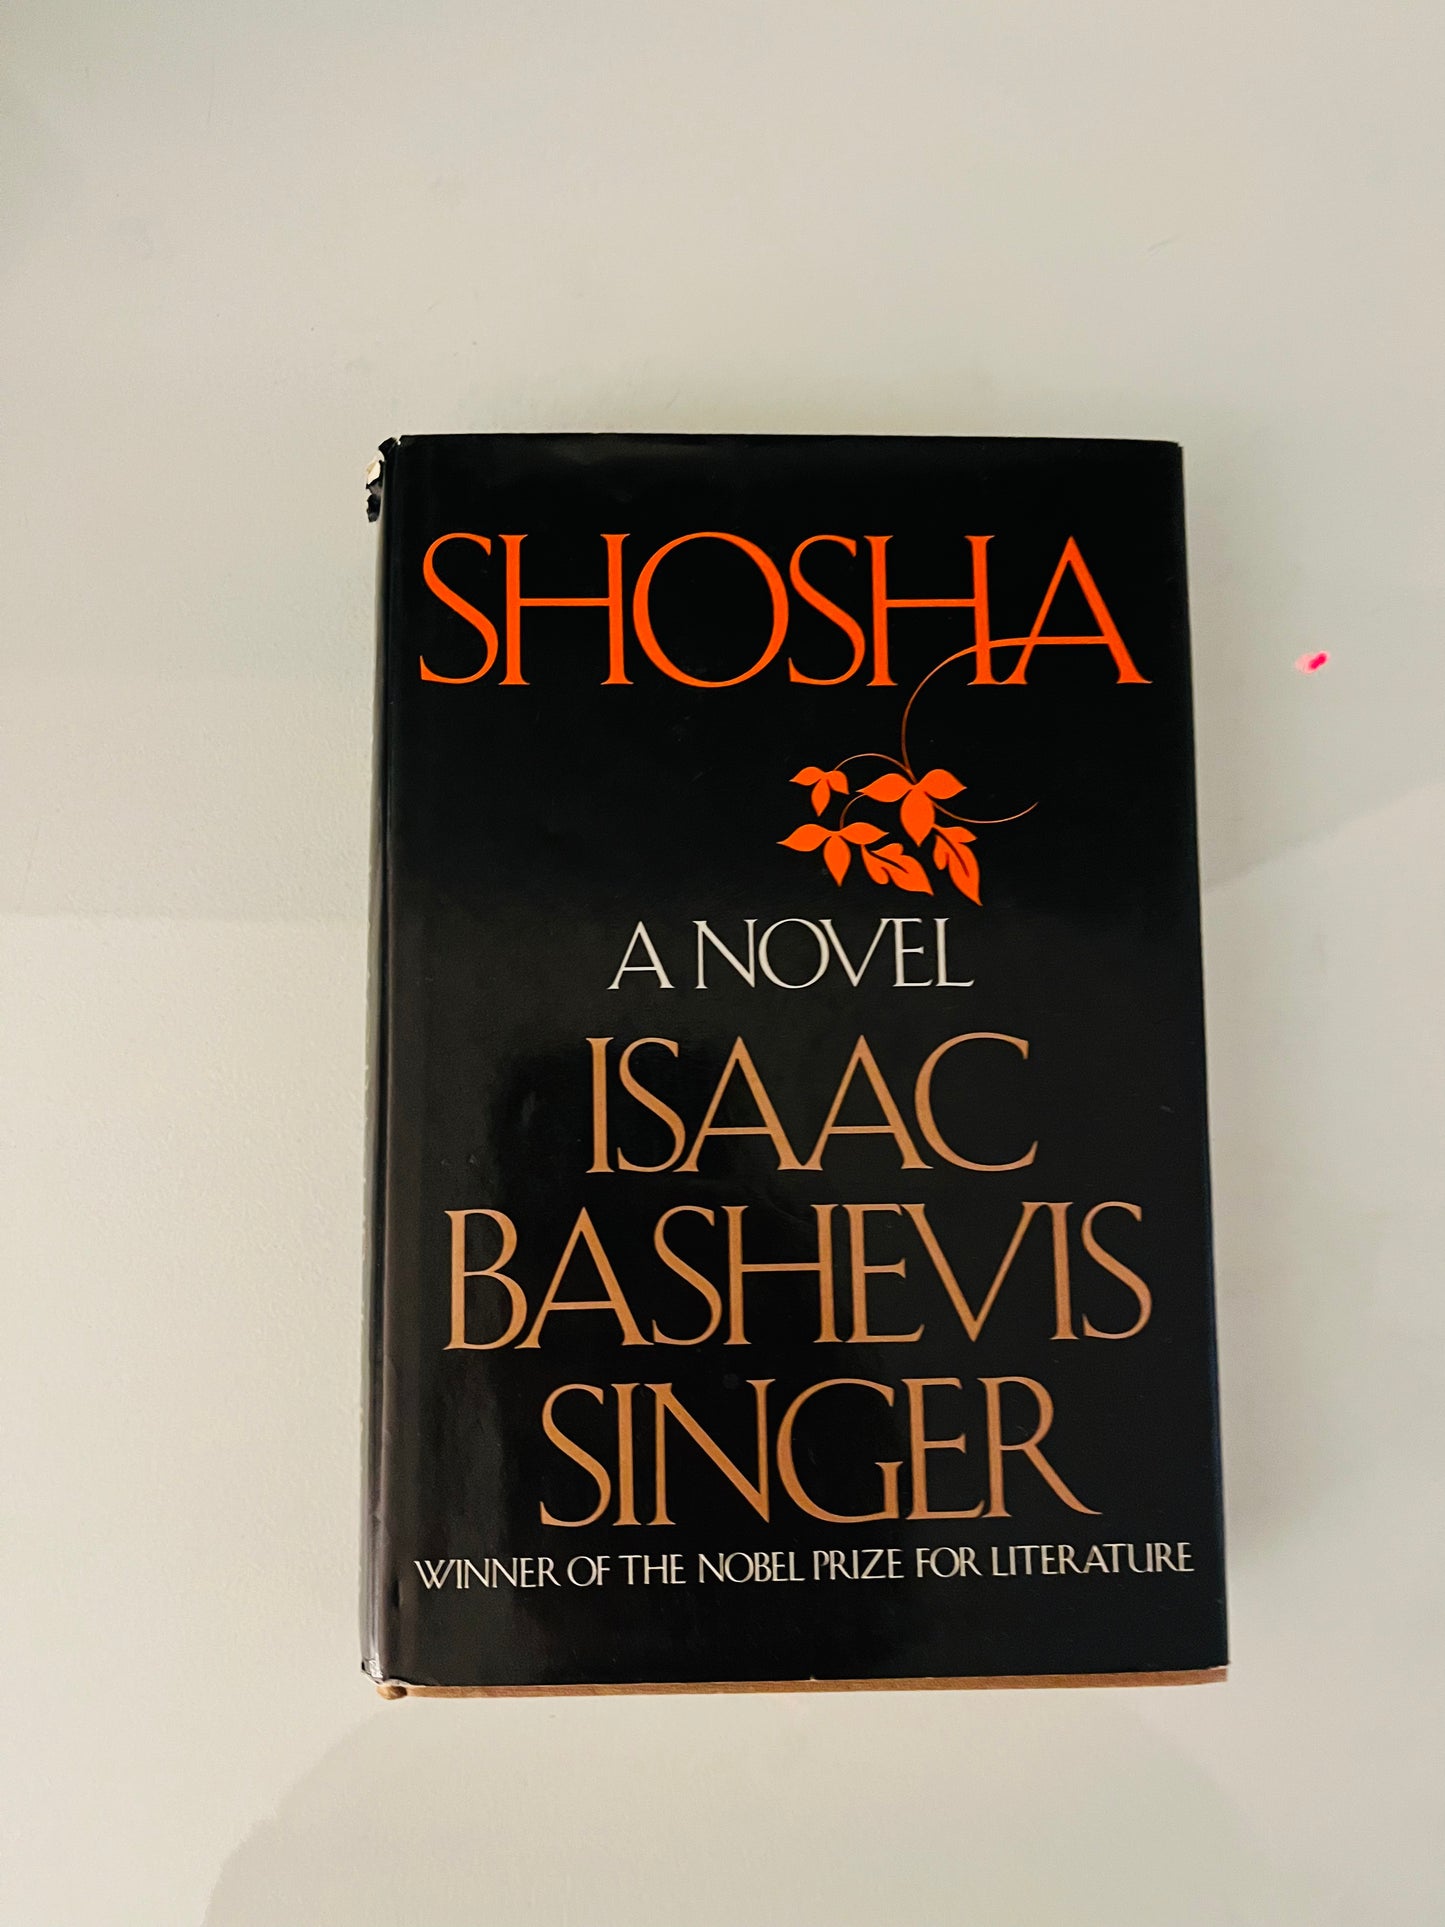 SHOSHA
A NOVEL
ISAAC
BASHEVIS
SINGER
WINNER OF THE NOBEL PRIZE FOR LITERATURE